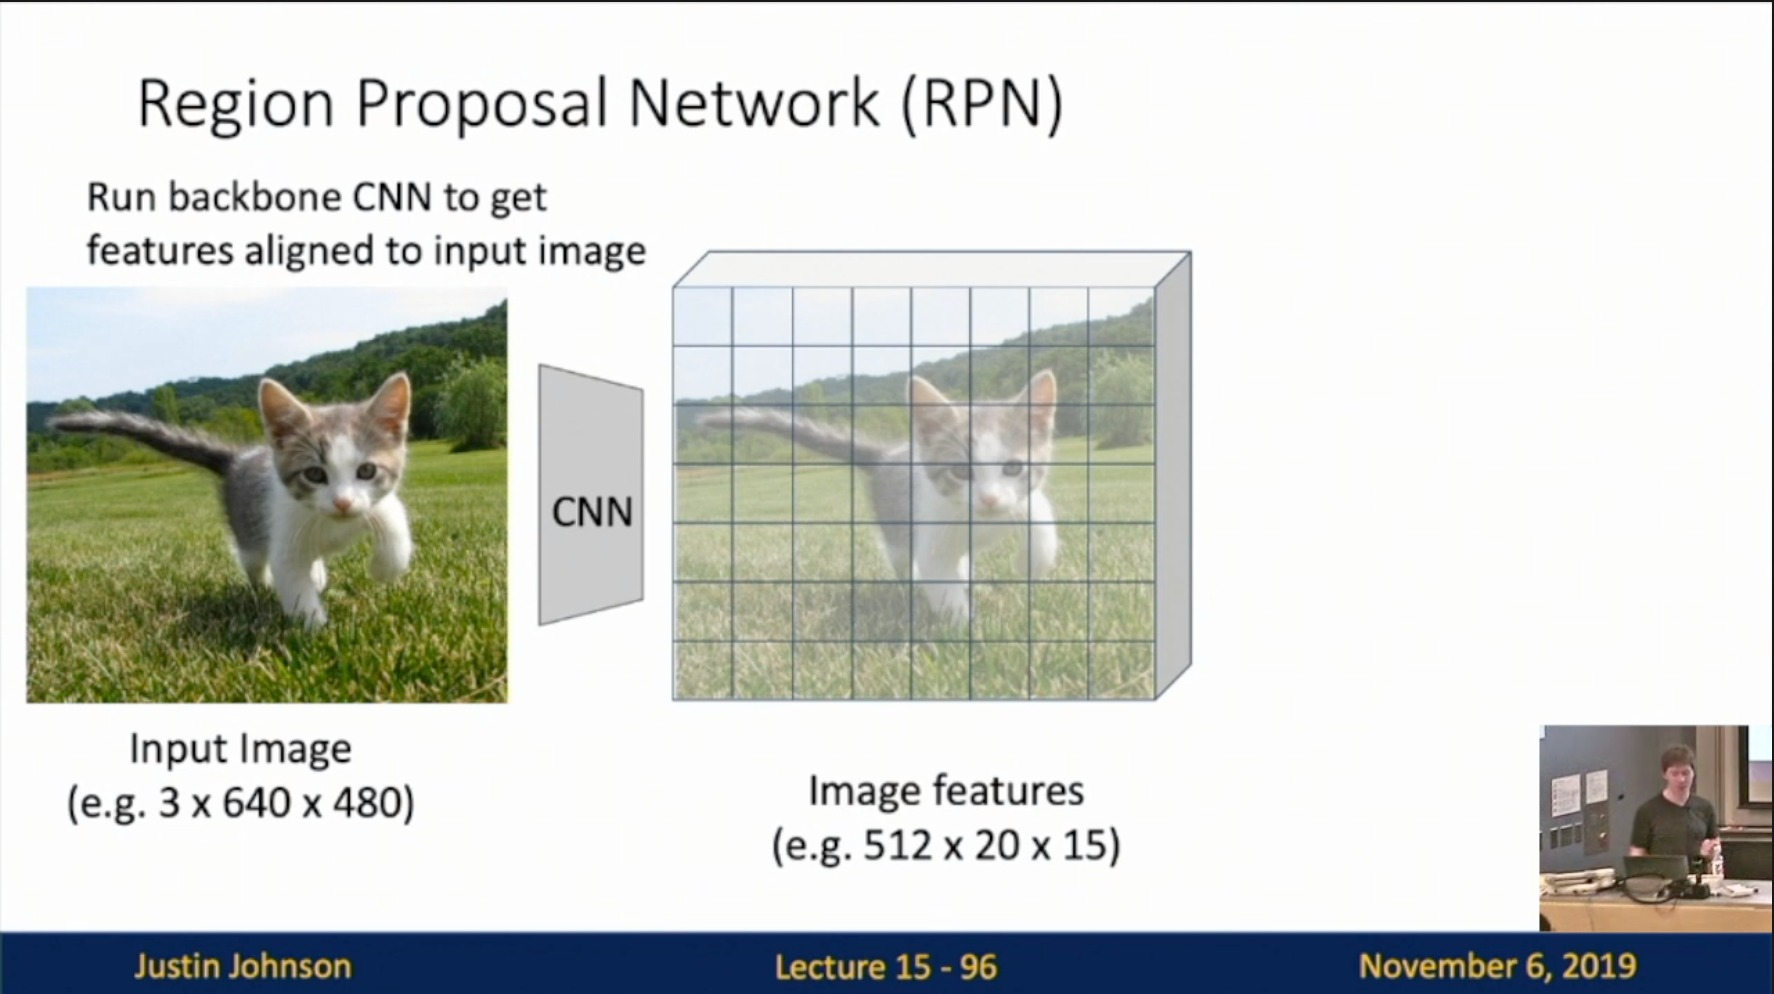 Region Proposal Network (RPN)
Run backbone CNN to get
features aligned to input image
CNN
Input Image
(e.g. 3 x 640 x 480)
Image features
(e.g. 512 x 20 x 15)
Justin Johnson
Lecture 15 - 96
November 6, 2019